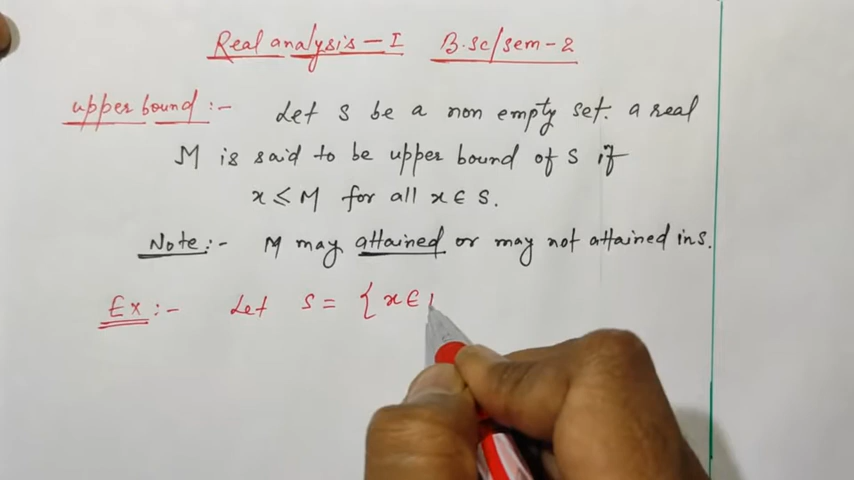 Real analysis - I B.sc/sem-2
upper bound :- Let S be a non empty set. a real
M is said to be upper bound of S if
x ≤ M for all x ∈ S.
Note :- M may attained or may not attained in S.
Ex :- Let S = { x ∈